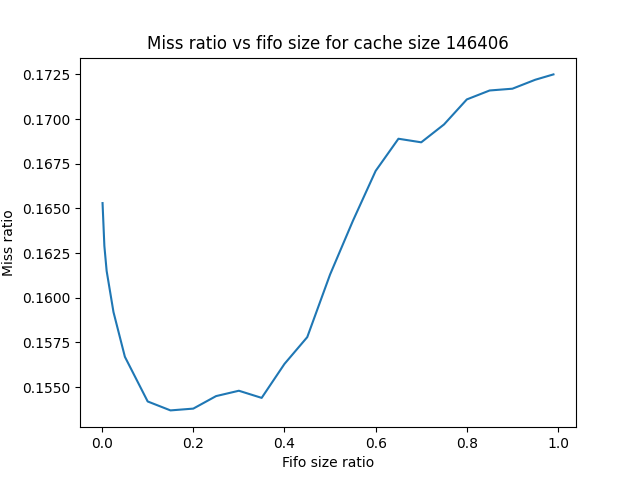 Miss ratio vs fifo size for cache size 146406
0.1725
0.1700
0.1675
0.1650
0.1625
0.1600
0.1575
0.1550
Miss ratio
0.0 0.2 0.4 0.6 0.8 1.0
Fifo size ratio